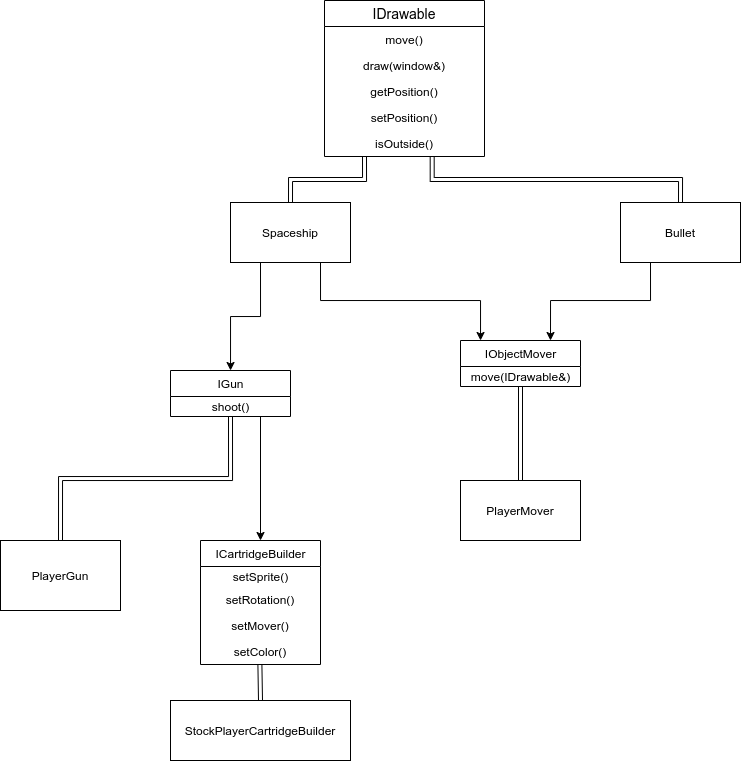 IDrawable
move()
draw(window&)
getPosition()
setPosition()
isOutside()
Spaceship
Bullet
IObjectMover
move(IDrawable&)
IGun
shoot()
PlayerMover
PlayerGun
ICartridgeBuilder
setSprite()
setRotation()
setMover()
setColor()
StockPlayerCartridgeBuilder